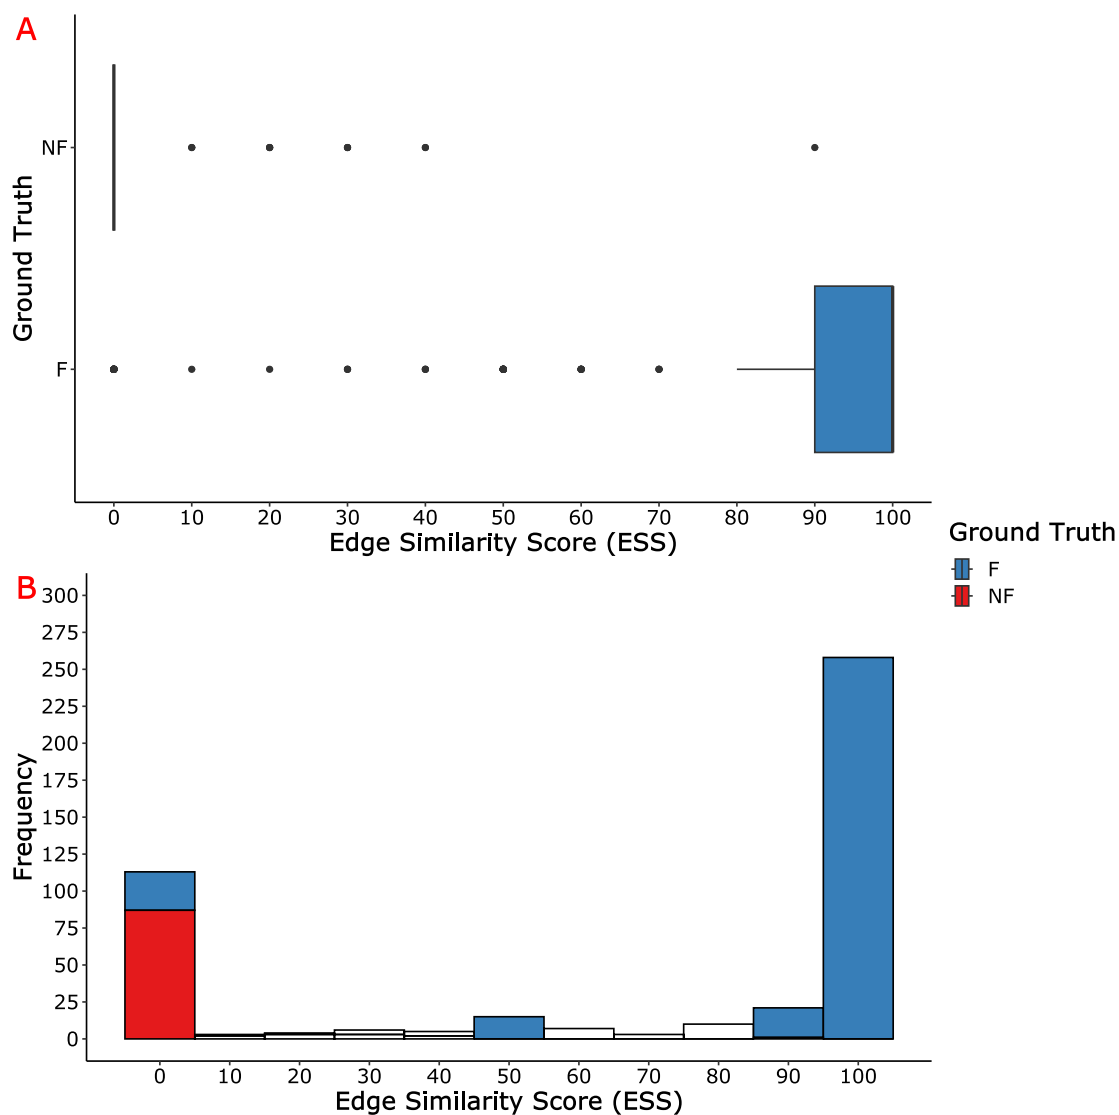 A
NF
F
Ground Truth
0 10 20 30 40 50 60 70 80 90 100
Edge Similarity Score (ESS)
Ground Truth
F
NF
B
300
275
250
225
200
175
150
125
100
75
50
25
0
Frequency
0 10 20 30 40 50 60 70 80 90 100
Edge Similarity Score (ESS)